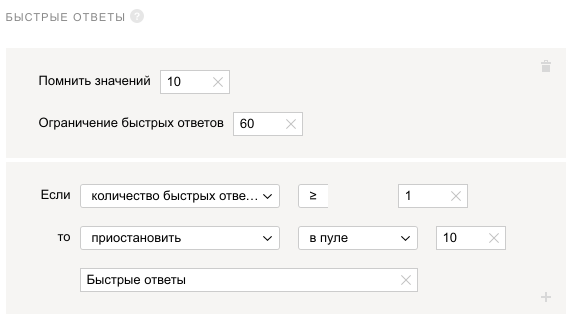 БЫСТРЫЕ ОТВЕТЫ ?
Помнить значений 10
Ограничение быстрых ответов 60
Если количество быстрых отве... ≥ 1
то приостановить в пуле 10
Быстрые ответы